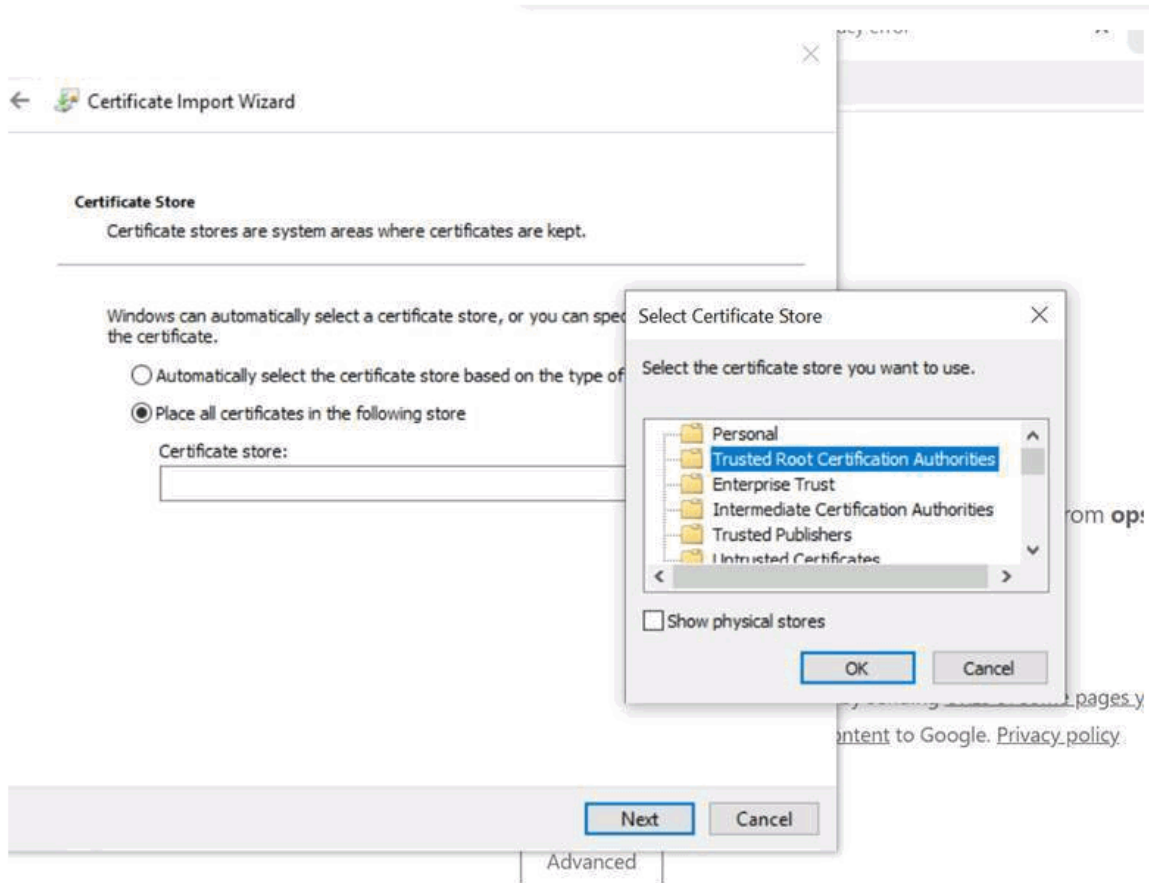 Certificate Import Wizard
Certificate Store
Certificate stores are system areas where certificates are kept.
Windows can automatically select a certificate store, or you can
the certificate.
Automatically select the certificate store based on the type of
Place all certificates in the following store
Certificate store:
Select Certificate Store
Select the certificate store you want to use.
Personal
Trusted Root Certification Authorities
Enterprise Trust
Intermediate Certification Authorities
Trusted Publishers
Untrusted Certificates
Show physical stores
OK Cancel
pages y
to Google. Privacy policy
Next Cancel
Advanced